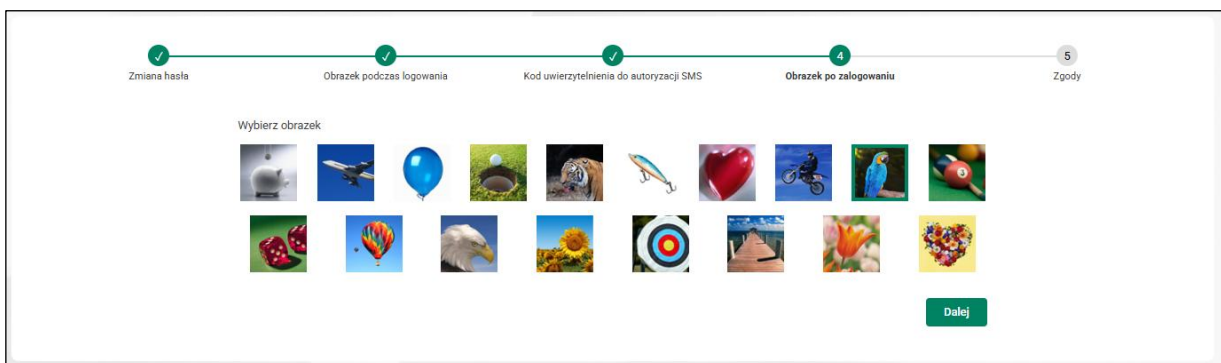 4
5
Zmiana hasła
Obrazek podczas logowania
Kod uwierzytelnienia do autoryzacji SMS
Obrazek po zalogowaniu
Zgody
Wybierz obrazek
3
Dalej